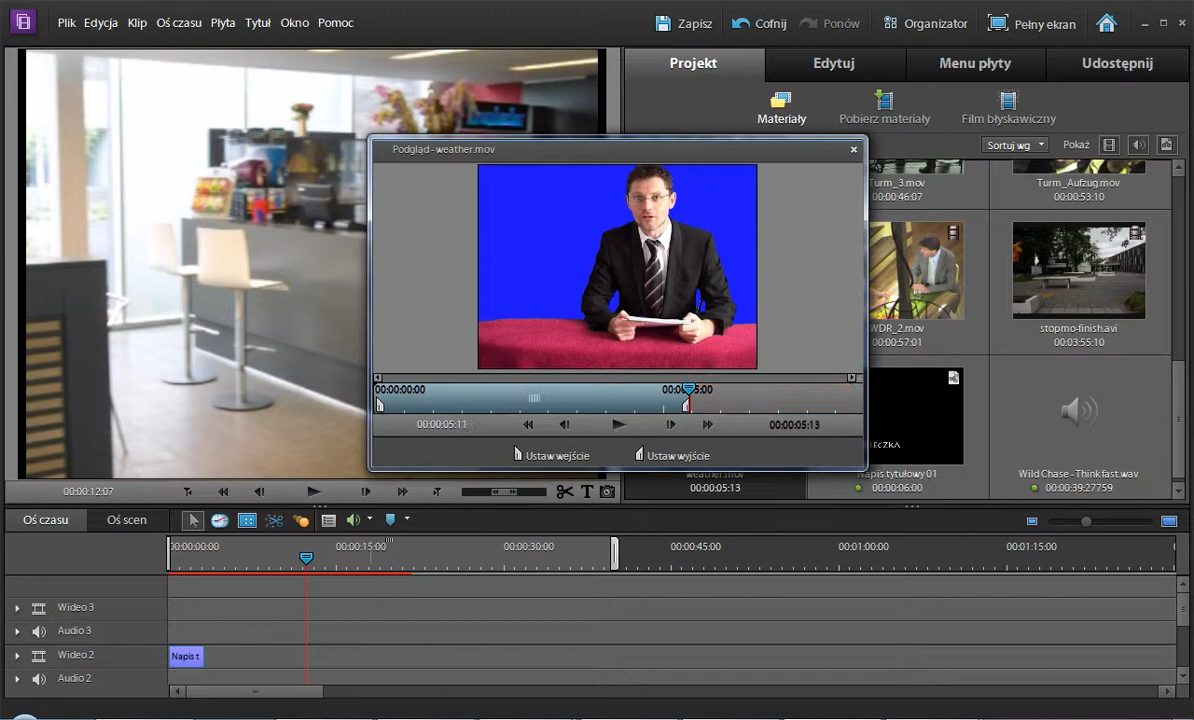 Plik Edycja Klip Oś czasu Płyta Tytuł Okno Pomoc Zapisz Cofnij Ponów Organizator Pełny ekran
Projekt Edytuj Menu płyty Udostępnij
Materiały Pobierz materiały Film błyskawiczny
Sortuj wg Pokaż
Podgląd - weather.mov
Turm_3.mov Turm_Aufzug.mov
00:00:46:07 00:00:53:10
WDR_2.mov stopmo-finish.avi
00:00:57:01 00:03:55:10
00:00:00:00
00:00:05:11 00:00:05:13
Ustaw wejście Ustaw wyjście
weather.mov Napis tytułowy 01 Wild Chase - Think fast.wav
00:00:05:13 00:00:06:00 00:00:39:27759
00:00:12:07
Oś czasu Oś scen
00:00:00:00 00:00:15:00 00:00:30:00 00:00:45:00 00:01:00:00 00:01:15:00
Wideo 3
Audio 3
Wideo 2 Napis t
Audio 2